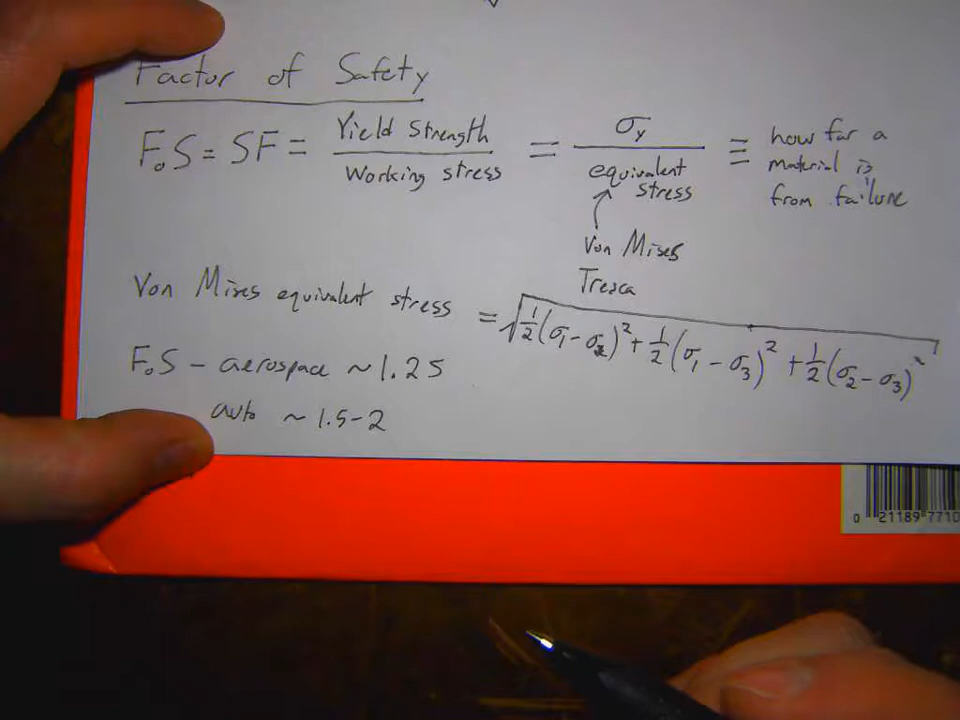 Factor of Safety
FoS = SF = Yield Strength / Working stress = σy / equivalent stress ≡ how far a material is from failure
Von Mises
Tresca
Von Mises equivalent stress = √(½(σ₁ - σ₂)² + ½(σ₁ - σ₃)² + ½(σ₂ - σ₃)²)
FoS - aerospace ~ 1.25
auto ~ 1.5-2
0 21189 7710